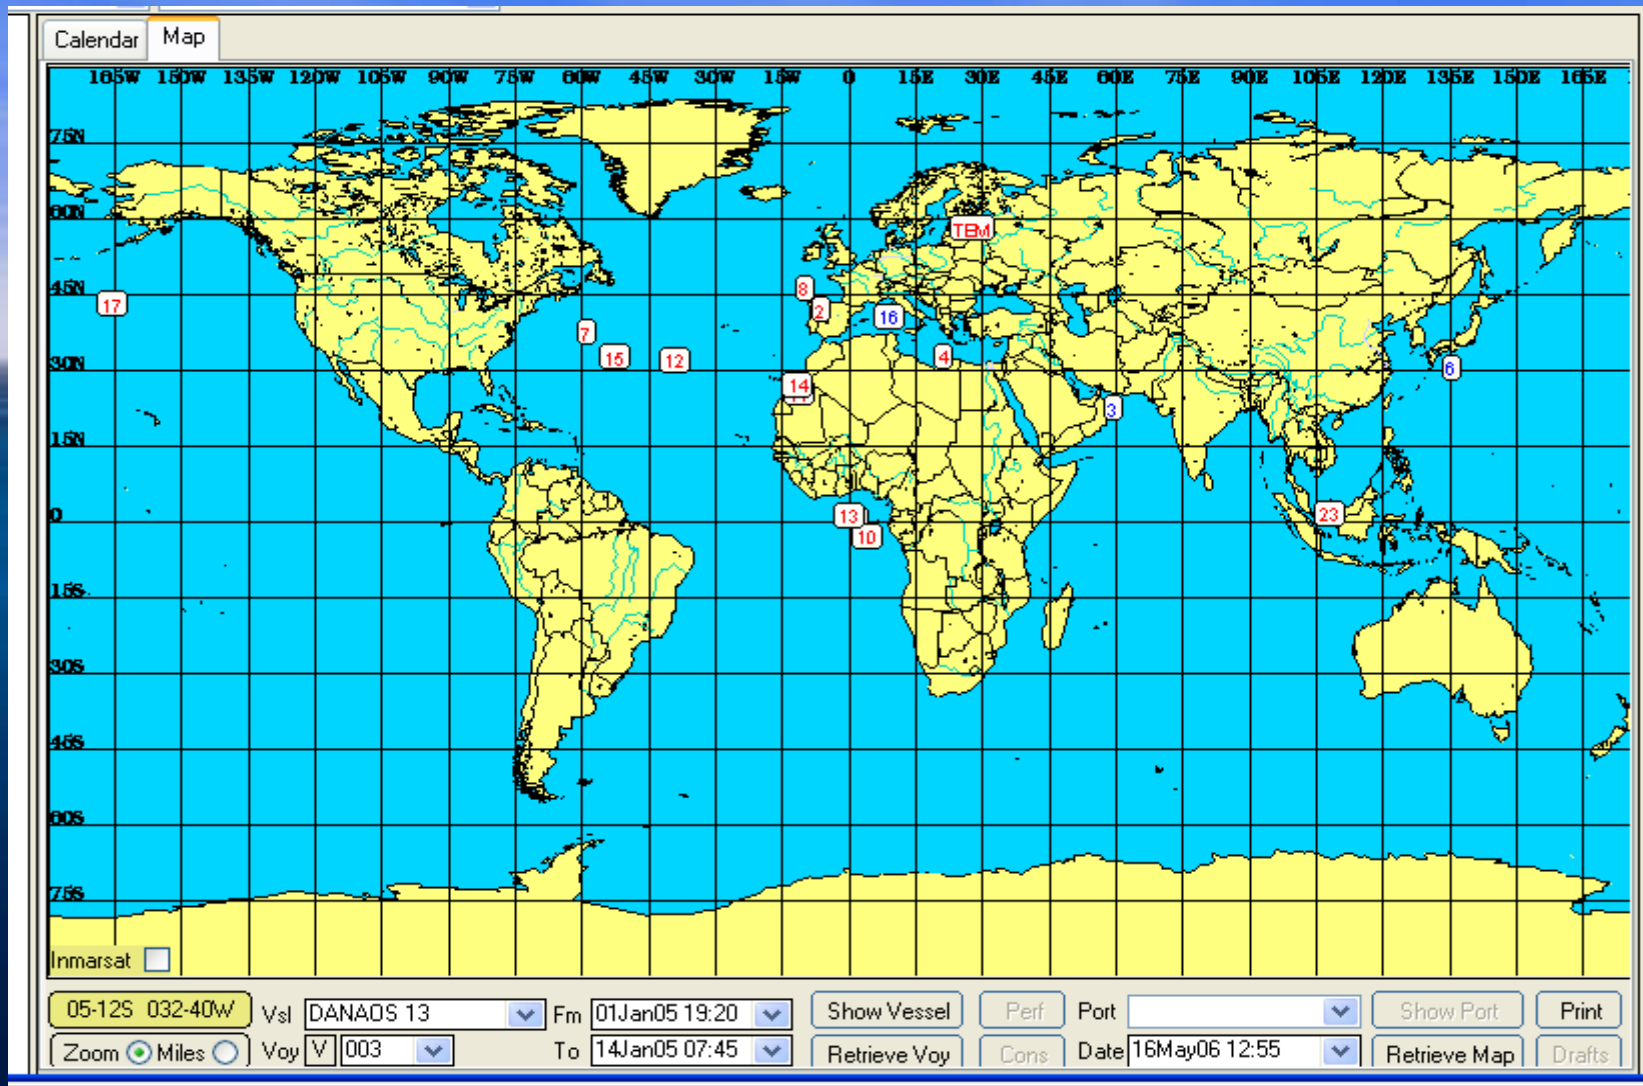 Calendar Map
165W 150W 135W 120W 105W 90W 75W 60W 45W 30W 15W 0 15E 30E 45E 60E 75E 90E 105E 120E 135E 150E 165E
75N
60N
TBM
45N
8
17
2
16
7
4
15
12
30N
6
14
3
15N
0
13
23
10
15S
30S
45S
60S
75S
Inmarsat
05-12S 032-40W Vsl DANAOS 13 Fm 01Jan05 19:20 Show Vessel Perf Port Show Port Print
Zoom Miles Voy V 003 To 14Jan05 07:45 Retrieve Voy Cons Date 16May06 12:55 Retrieve Map Drafts